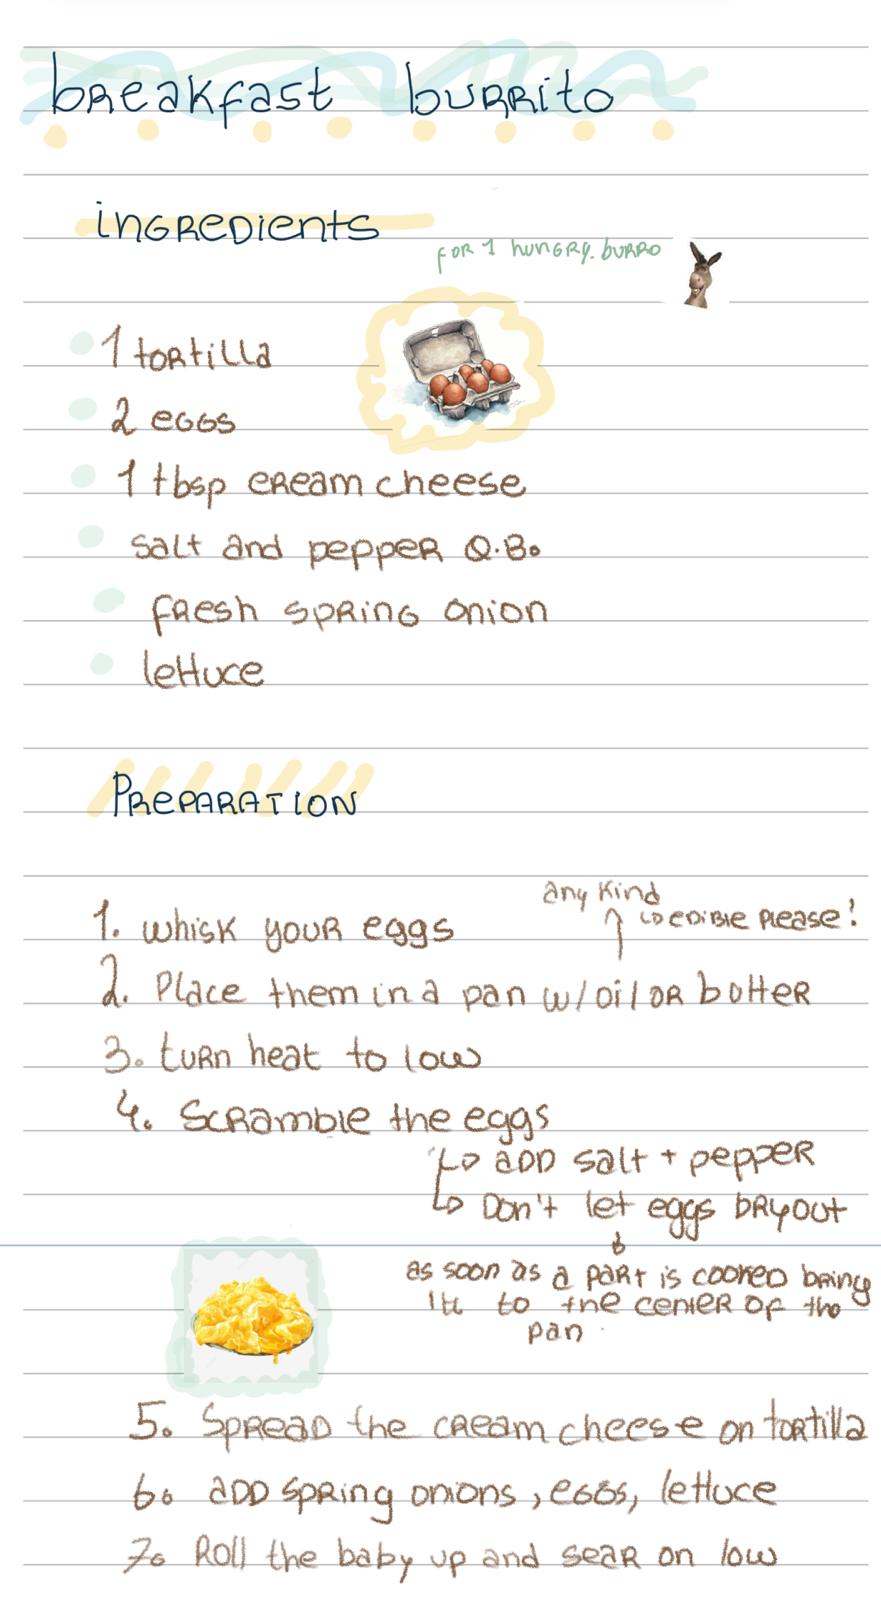 breakfast burrito
ingredients
for 1 hungry. burro
1 tortilla
2 eggs
1 tbsp cream cheese
salt and pepper Q.B.
fresh spring onion
lettuce
Preparation
any kind
↳ edible please!
1. whisk your eggs
2. Place them in a pan w/ oil or butter
3. turn heat to low
4. Scramble the eggs
↳ add salt + pepper
↳ Don't let eggs dry out
as soon as a part is cooked bring
it to the center of the
pan
5. Spread the cream cheese on tortilla
6. add spring onions, eggs, lettuce
7. Roll the baby up and sear on low